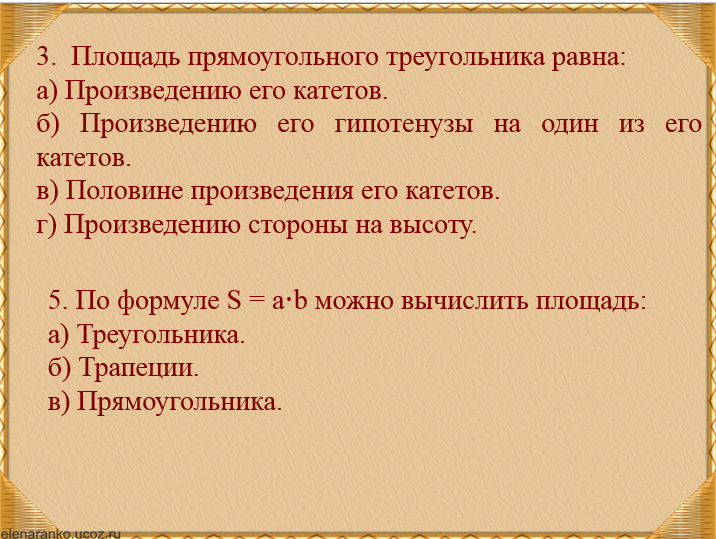 3. Площадь прямоугольного треугольника равна:
а) Произведению его катетов.
б) Произведению его гипотенузы на один из его
катетов.
в) Половине произведения его катетов.
г) Произведению стороны на высоту.
5. По формуле S = a·b можно вычислить площадь:
а) Треугольника.
б) Трапеции.
в) Прямоугольника.
elenaranko.ucoz.ru